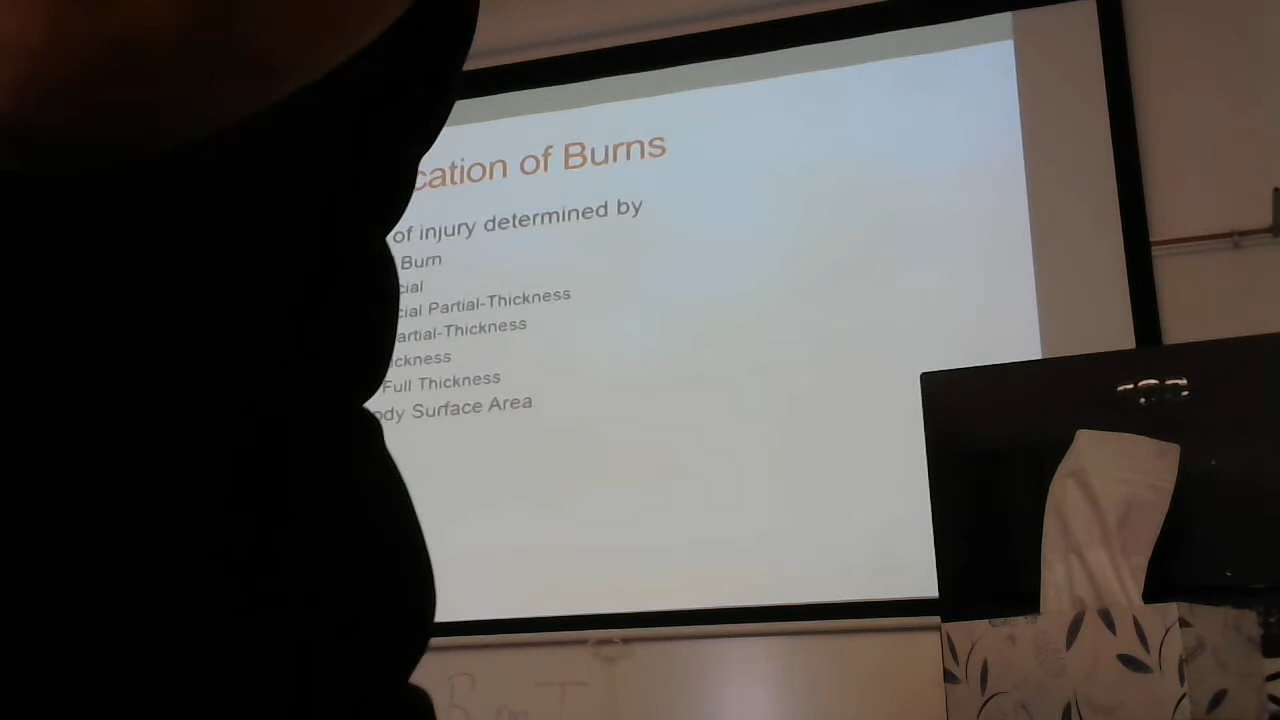 cation of Burns
of injury determined by
Burn
cial
cial Partial-Thickness
artial-Thickness
ickness
Full Thickness
ody Surface Area